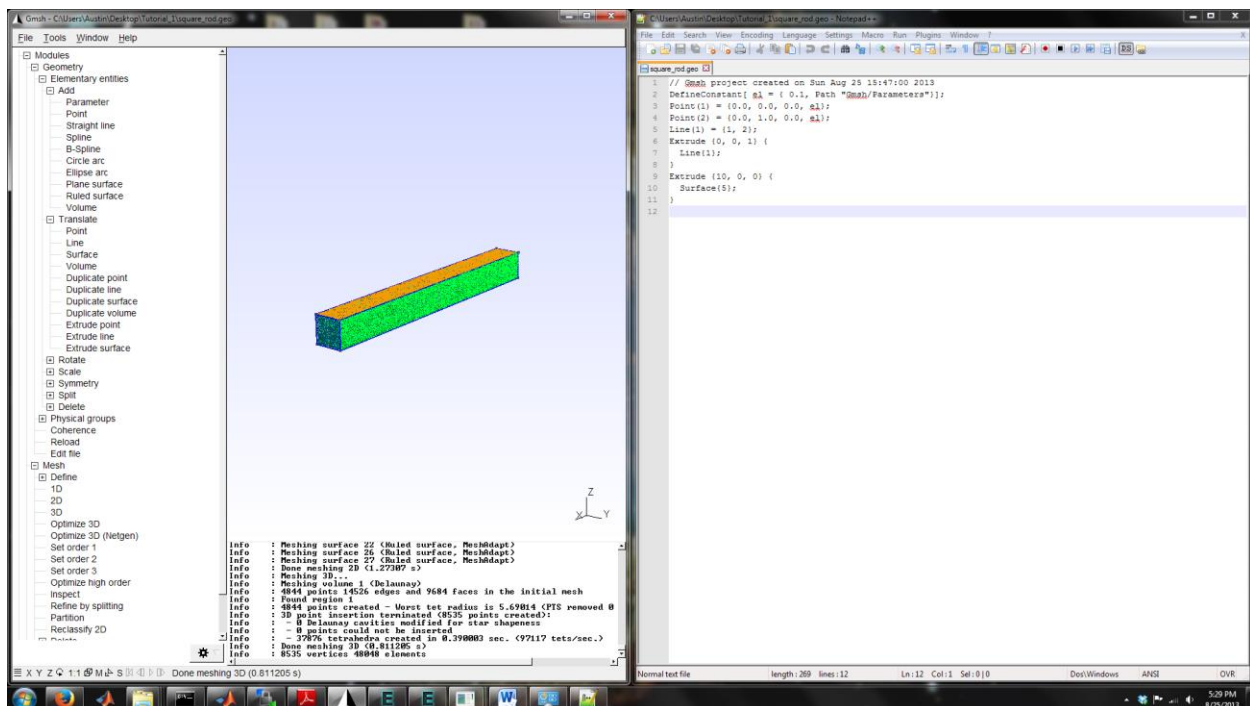 Gmsh - C:\Users\Austin\Desktop\Tutorial_1\square_rod.geo
File Tools Window Help
Modules
Geometry
Elementary entities
Add
Parameter
Point
Straight line
Spline
B-Spline
Circle arc
Ellipse arc
Plane surface
Ruled surface
Volume
Translate
Point
Line
Surface
Volume
Duplicate point
Duplicate line
Duplicate surface
Duplicate volume
Extrude point
Extrude line
Extrude surface
Rotate
Scale
Symmetry
Split
Delete
Physical groups
Coherence
Reload
Edit file
Mesh
Define
1D
2D
3D
Optimize 3D
Optimize 3D (Netgen)
Set order 1
Set order 2
Set order 3
Optimize high order
Inspect
Refine by splitting
Partition
Reclassify 2D
Delete
Z
X Y
Info : Meshing surface 22 (Ruled surface, MeshAdapt)
Info : Meshing surface 26 (Ruled surface, MeshAdapt)
Info : Meshing surface 27 (Ruled surface, MeshAdapt)
Info : Done meshing 2D (1.27307 s)
Info : Meshing 3D...
Info : Meshing volume 1 (Delaunay)
Info : 4844 points 14526 edges and 9684 faces in the initial mesh
Info : Found region 1
Info : 4844 points created - Worst tet radius is 5.69014 (PTS removed 0
Info : 3D point insertion terminated (8535 points created):
Info : - 0 Delaunay cavities modified for star shapeness
Info : - 0 points could not be inserted
Info : - 37876 tetrahedra created in 0.390003 sec. (97117 tets/sec.)
Info : Done meshing 3D (0.811205 s)
Info : 8535 vertices 48048 elements
X Y Z 1:1 M S Done meshing 3D (0.811205 s)
C:\Users\Austin\Desktop\Tutorial_1\square_rod.geo - Notepad++
File Edit Search View Encoding Language Settings Macro Run Plugins Window ? X
square_rod.geo
1 // Gmsh project created on Sun Aug 25 15:47:00 2013
2 DefineConstant[ el = { 0.1, Path "Gmsh/Parameters"}];
3 Point(1) = {0.0, 0.0, 0.0, el};
4 Point(2) = {0.0, 1.0, 0.0, el};
5 Line(1) = {1, 2};
6 Extrude {0, 0, 1} {
7 Line{1};
8 }
9 Extrude {10, 0, 0} {
10 Surface{5};
11 }
12
Normal text file length : 269 lines : 12 Ln : 12 Col : 1 Sel : 0 | 0 Dos\Windows ANSI OVR
5:29 PM
8/25/2013